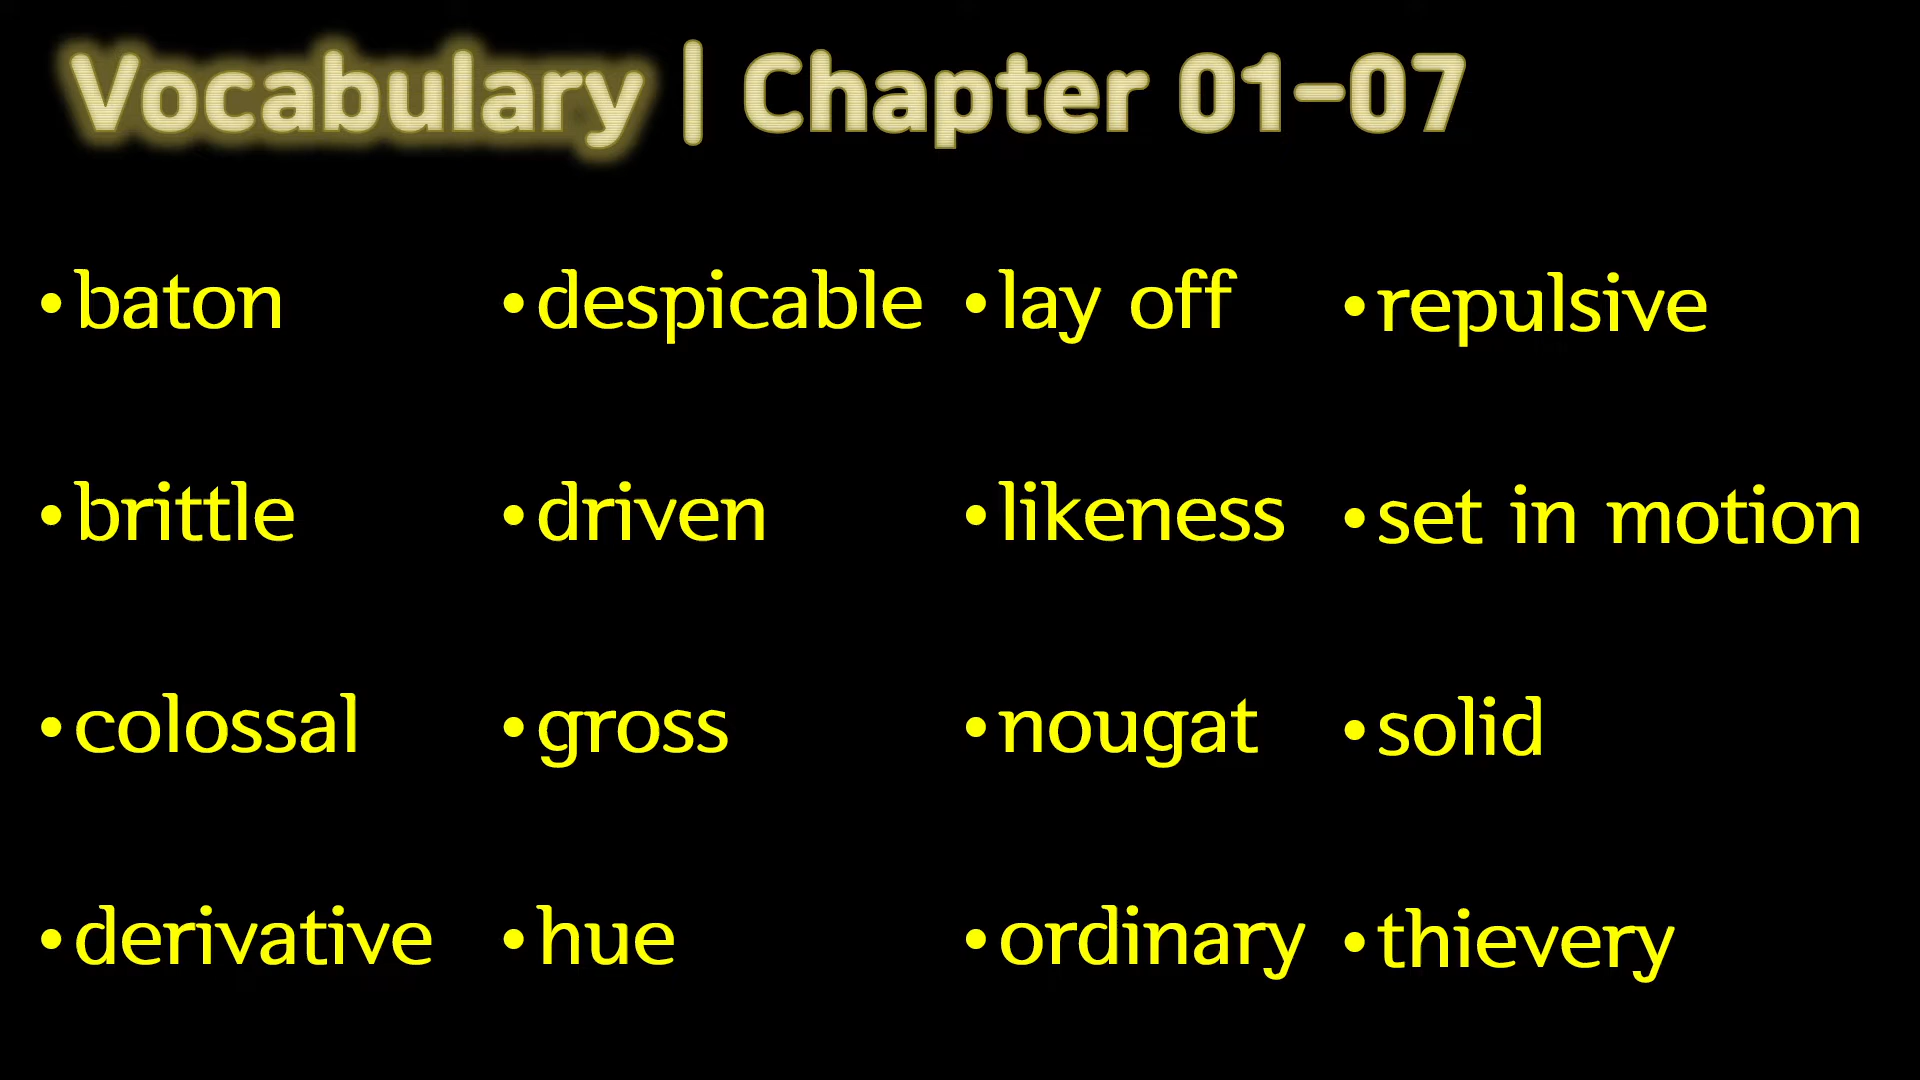 Vocabulary | Chapter 01-07
•baton
•brittle
•colossal
•derivative
•despicable
•driven
•gross
•hue
•lay off
•likeness
•nougat
•ordinary
•repulsive
•set in motion
•solid
•thievery